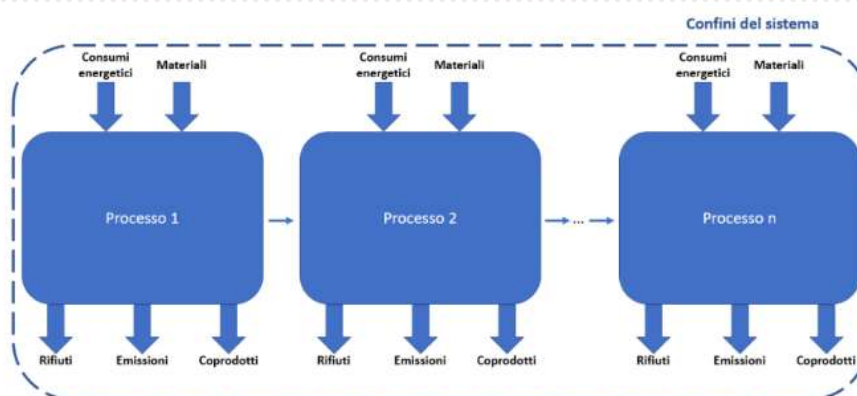 Confini del sistema
Consumi
energetici
Materiali
Consumi
energetici
Materiali
Consumi
energetici
Materiali
Processo 1
Processo 2
...
Processo n
Rifiuti
Emissioni
Coprodotti
Rifiuti
Emissioni
Coprodotti
Rifiuti
Emissioni
Coprodotti